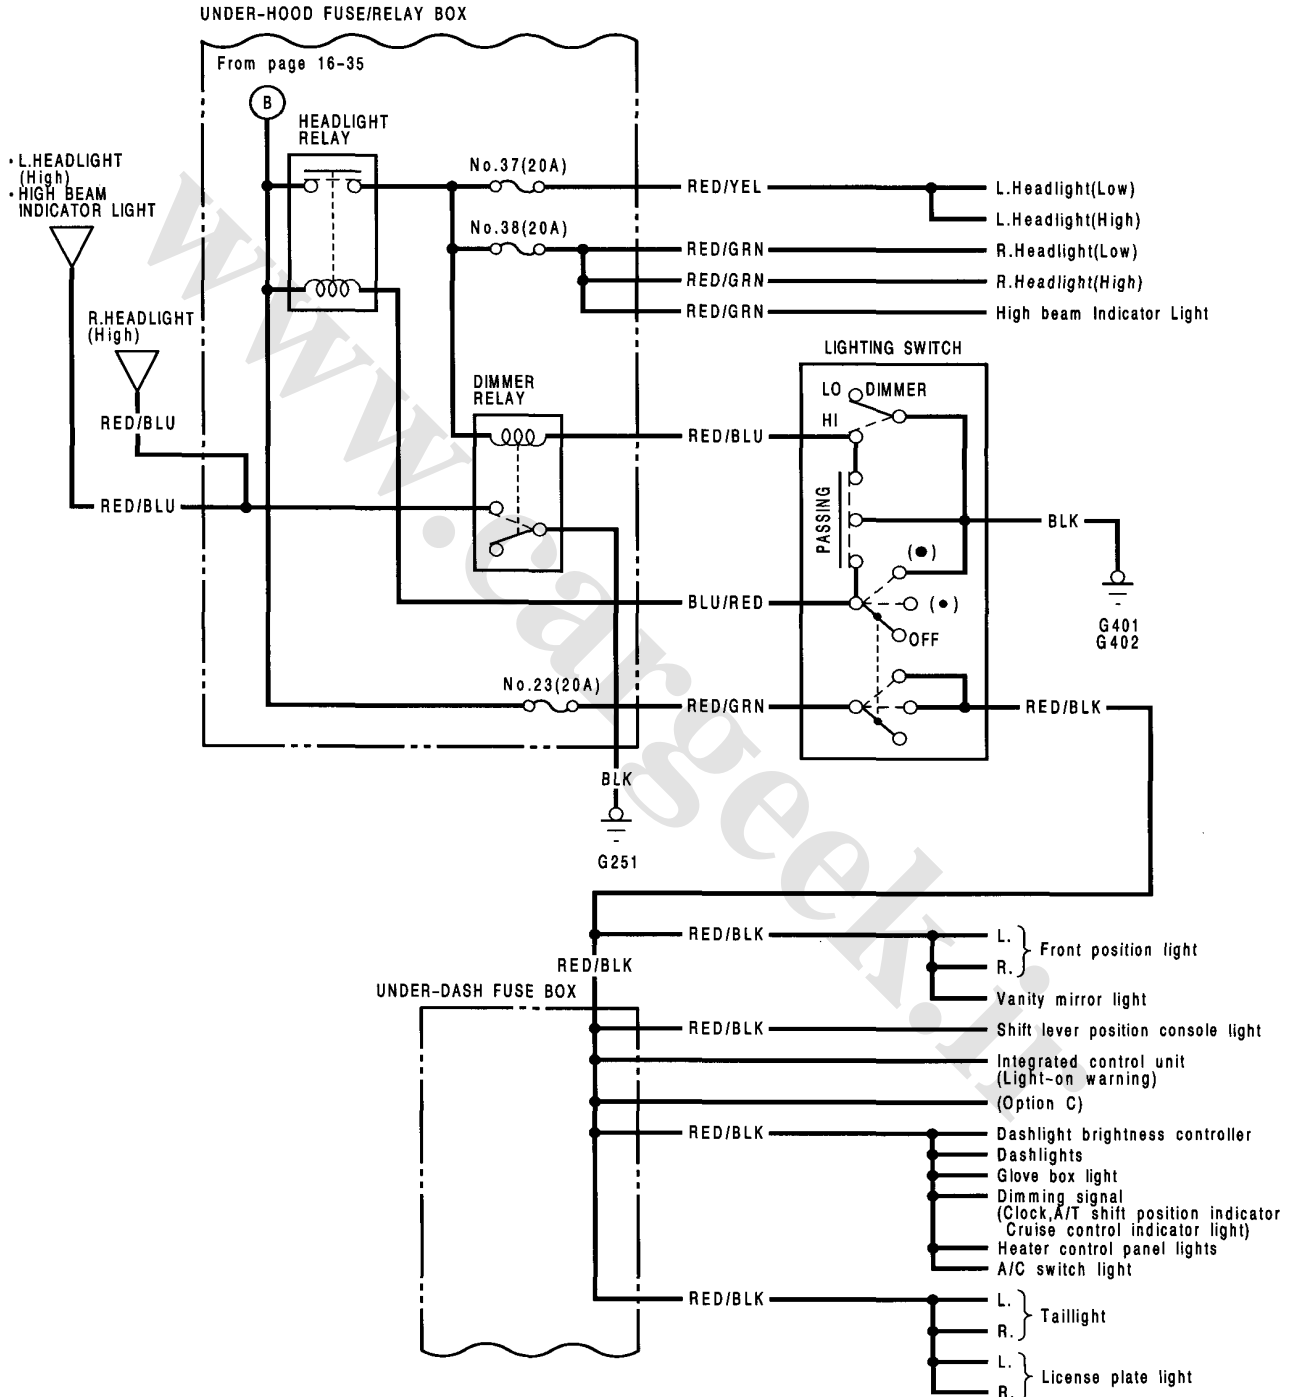 UNDER-HOOD FUSE/RELAY BOX
From page 16-35
B
HEADLIGHT
RELAY
• L.HEADLIGHT
(High)
• HIGH BEAM
INDICATOR LIGHT
R.HEADLIGHT
(High)
RED/BLU
RED/BLU
No.37(20A)
RED/YEL
L.Headlight(Low)
L.Headlight(High)
No.38(20A)
RED/GRN
R.Headlight(Low)
RED/GRN
R.Headlight(High)
RED/GRN
High beam Indicator Light
LIGHTING SWITCH
DIMMER
RELAY
LO
DIMMER
HI
RED/BLU
PASSING
BLK
(●)
(•)
OFF
BLU/RED
G401
G402
No.23(20A)
RED/GRN
RED/BLK
BLK
G251
RED/BLK
L.
R.
Front position light
RED/BLK
Vanity mirror light
UNDER-DASH FUSE BOX
RED/BLK
Shift lever position console light
Integrated control unit
(Light-on warning)
(Option C)
RED/BLK
Dashlight brightness controller
Dashlights
Glove box light
Dimming signal
(Clock,A/T shift position indicator
Cruise control indicator light)
Heater control panel lights
A/C switch light
RED/BLK
L.
R.
Taillight
L.
R.
License plate light
www.cargeek.ir